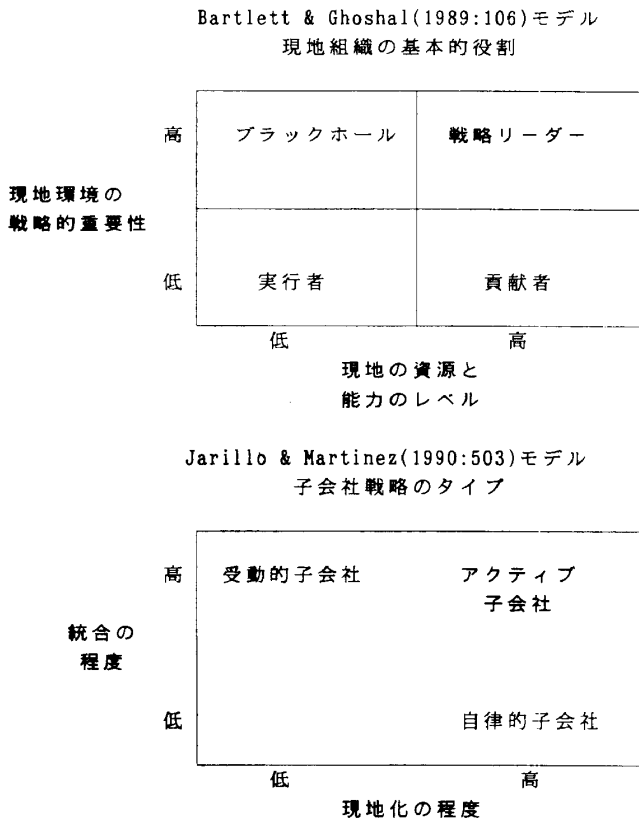 Bartlett & Ghoshal(1989:106)モデル
現地組織の基本的役割
高
ブラックホール
戦略リーダー
現地環境の
戦略的重要性
低
実行者
貢献者
低
高
現地の資源と
能力のレベル
Jarillo & Martinez(1990:503)モデル
子会社戦略のタイプ
高
受動的子会社
アクティブ
子会社
統合の
程度
低
自律的子会社
低
高
現地化の程度